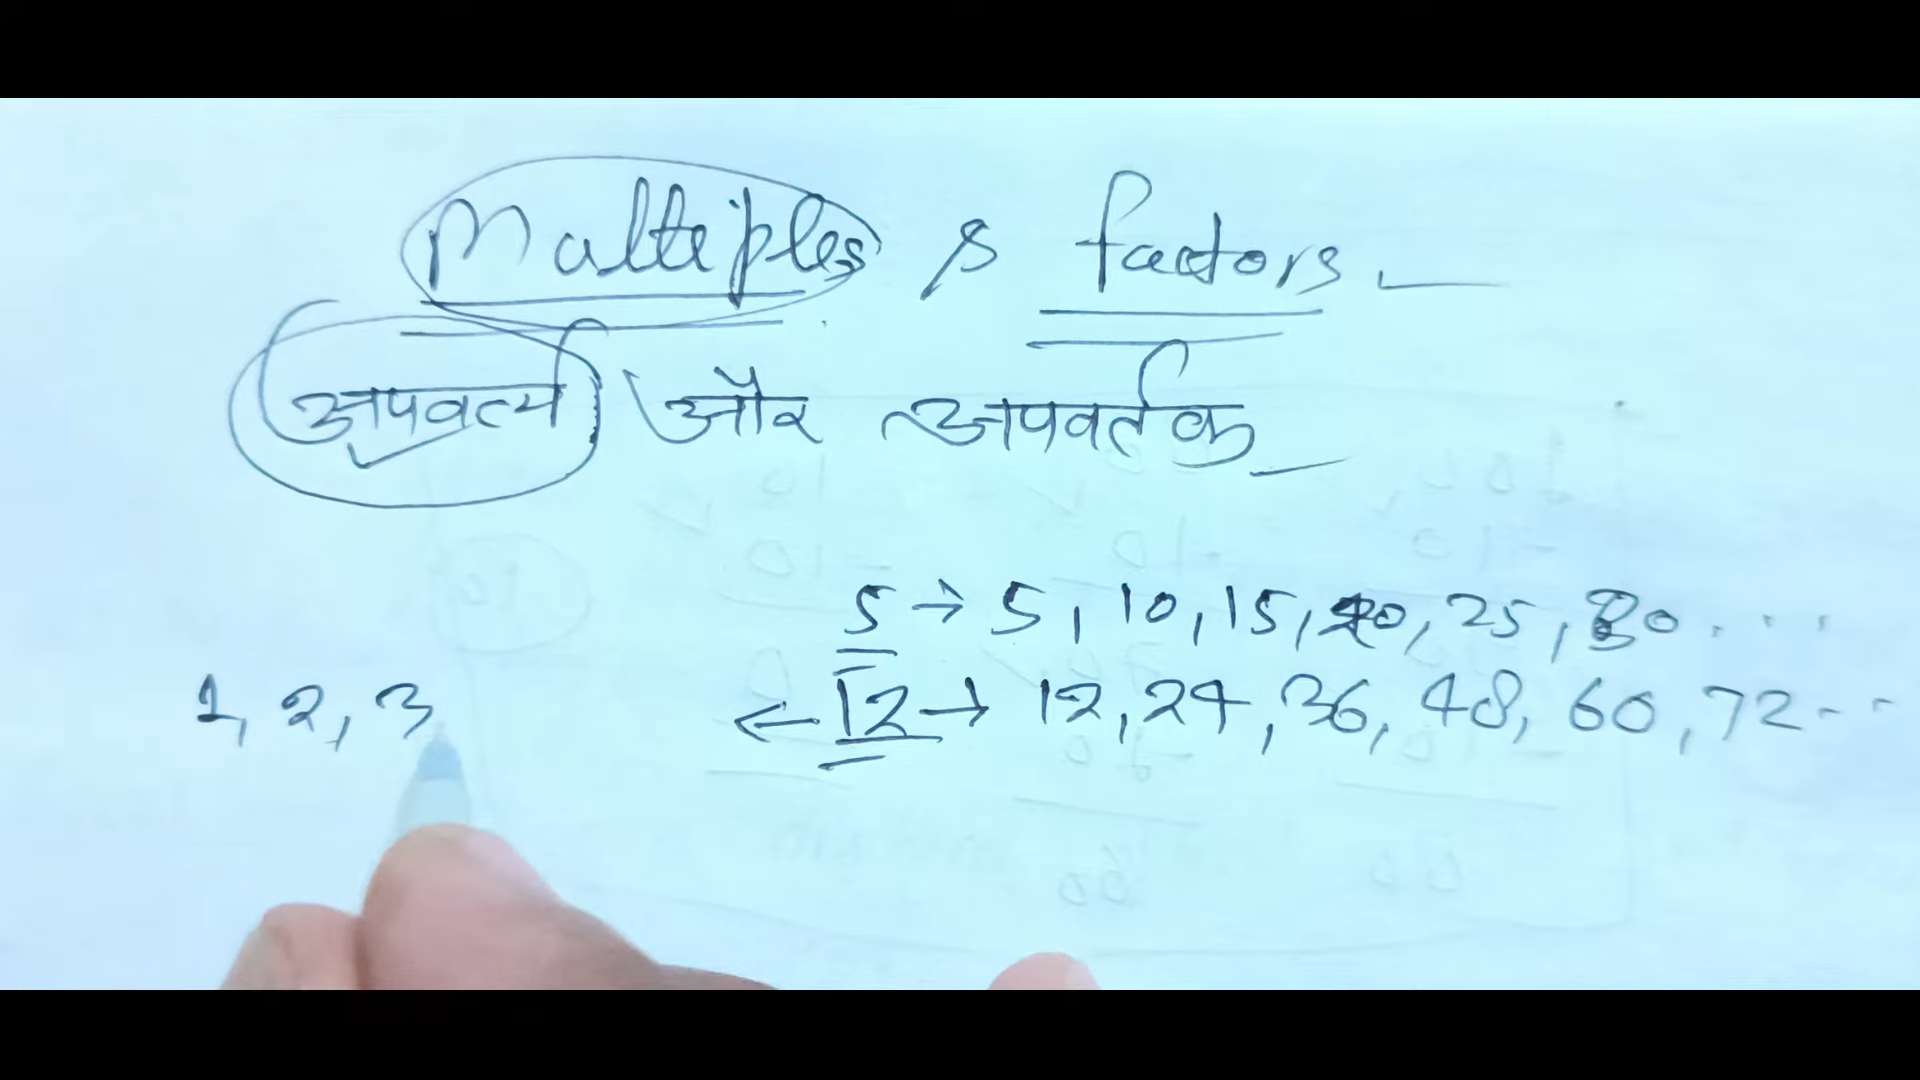 Multiples & factors.
अपवर्त्य और अपवर्तक
5 → 5, 10, 15, 20, 25, 30 . . .
1, 2, 3 ← 12 → 12, 24, 36, 48, 60, 72 . . .